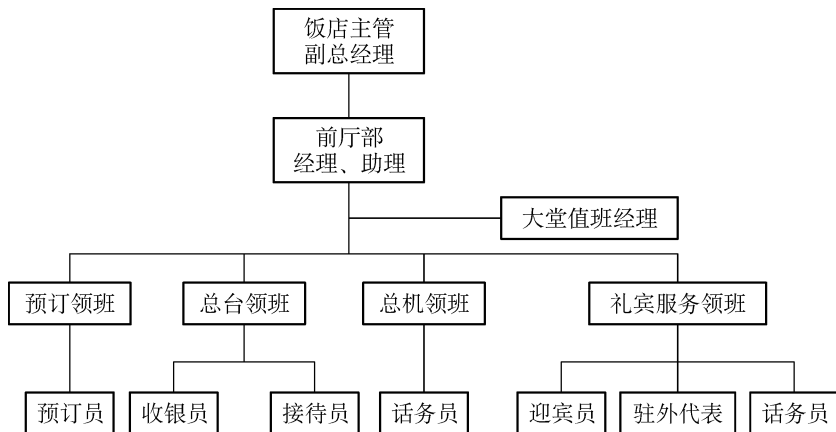 饭店主管
副总经理
前厅部
经理、助理
大堂值班经理
预订领班
总台领班
总机领班
礼宾服务领班
预订员
收银员
接待员
话务员
迎宾员
驻外代表
话务员